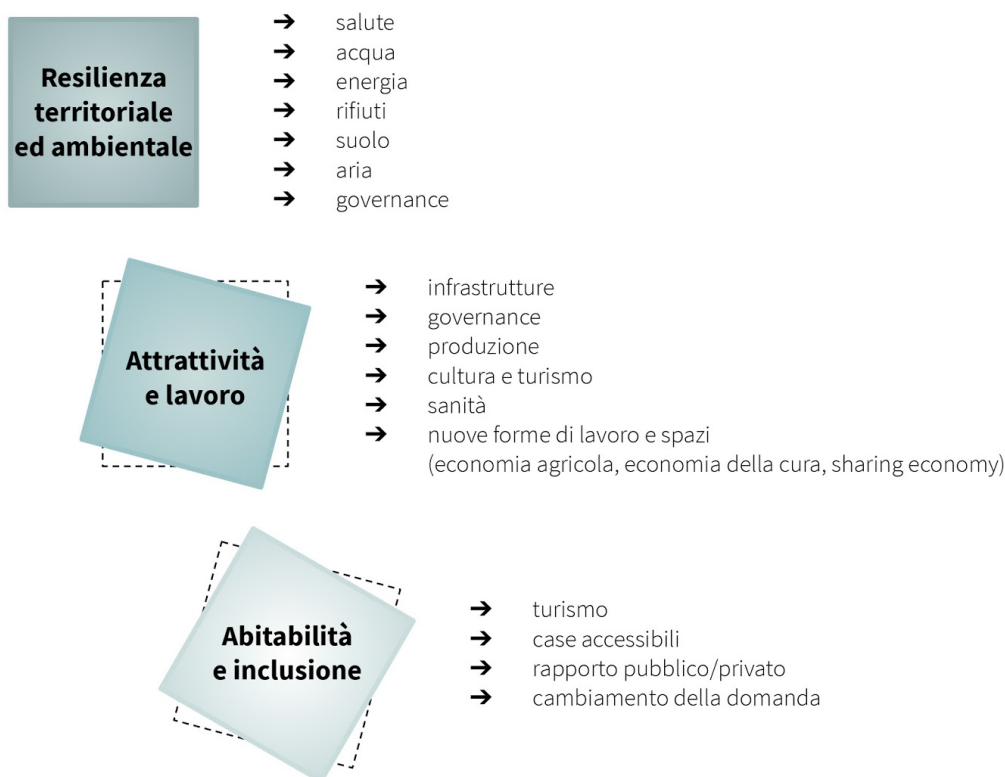 Resilienza
territoriale
ed ambientale
➔ salute
➔ acqua
➔ energia
➔ rifiuti
➔ suolo
➔ aria
➔ governance
Attrattività
e lavoro
➔ infrastrutture
➔ governance
➔ produzione
➔ cultura e turismo
➔ sanità
➔ nuove forme di lavoro e spazi
(economia agricola, economia della cura, sharing economy)
Abitabilità
e inclusione
➔ turismo
➔ case accessibili
➔ rapporto pubblico/privato
➔ cambiamento della domanda